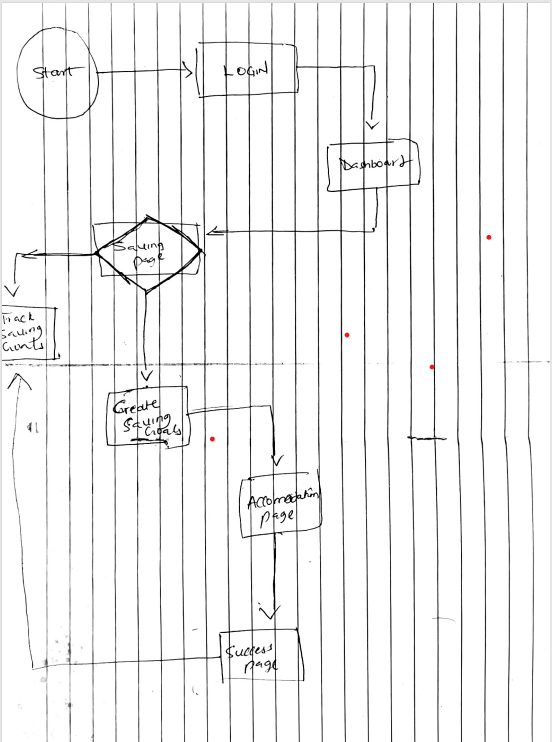 Start
LOGIN
Dashboard
Saving
page
Track
Saving
Goals
Create
Saving
Goals
Accomodation
page
Success
page